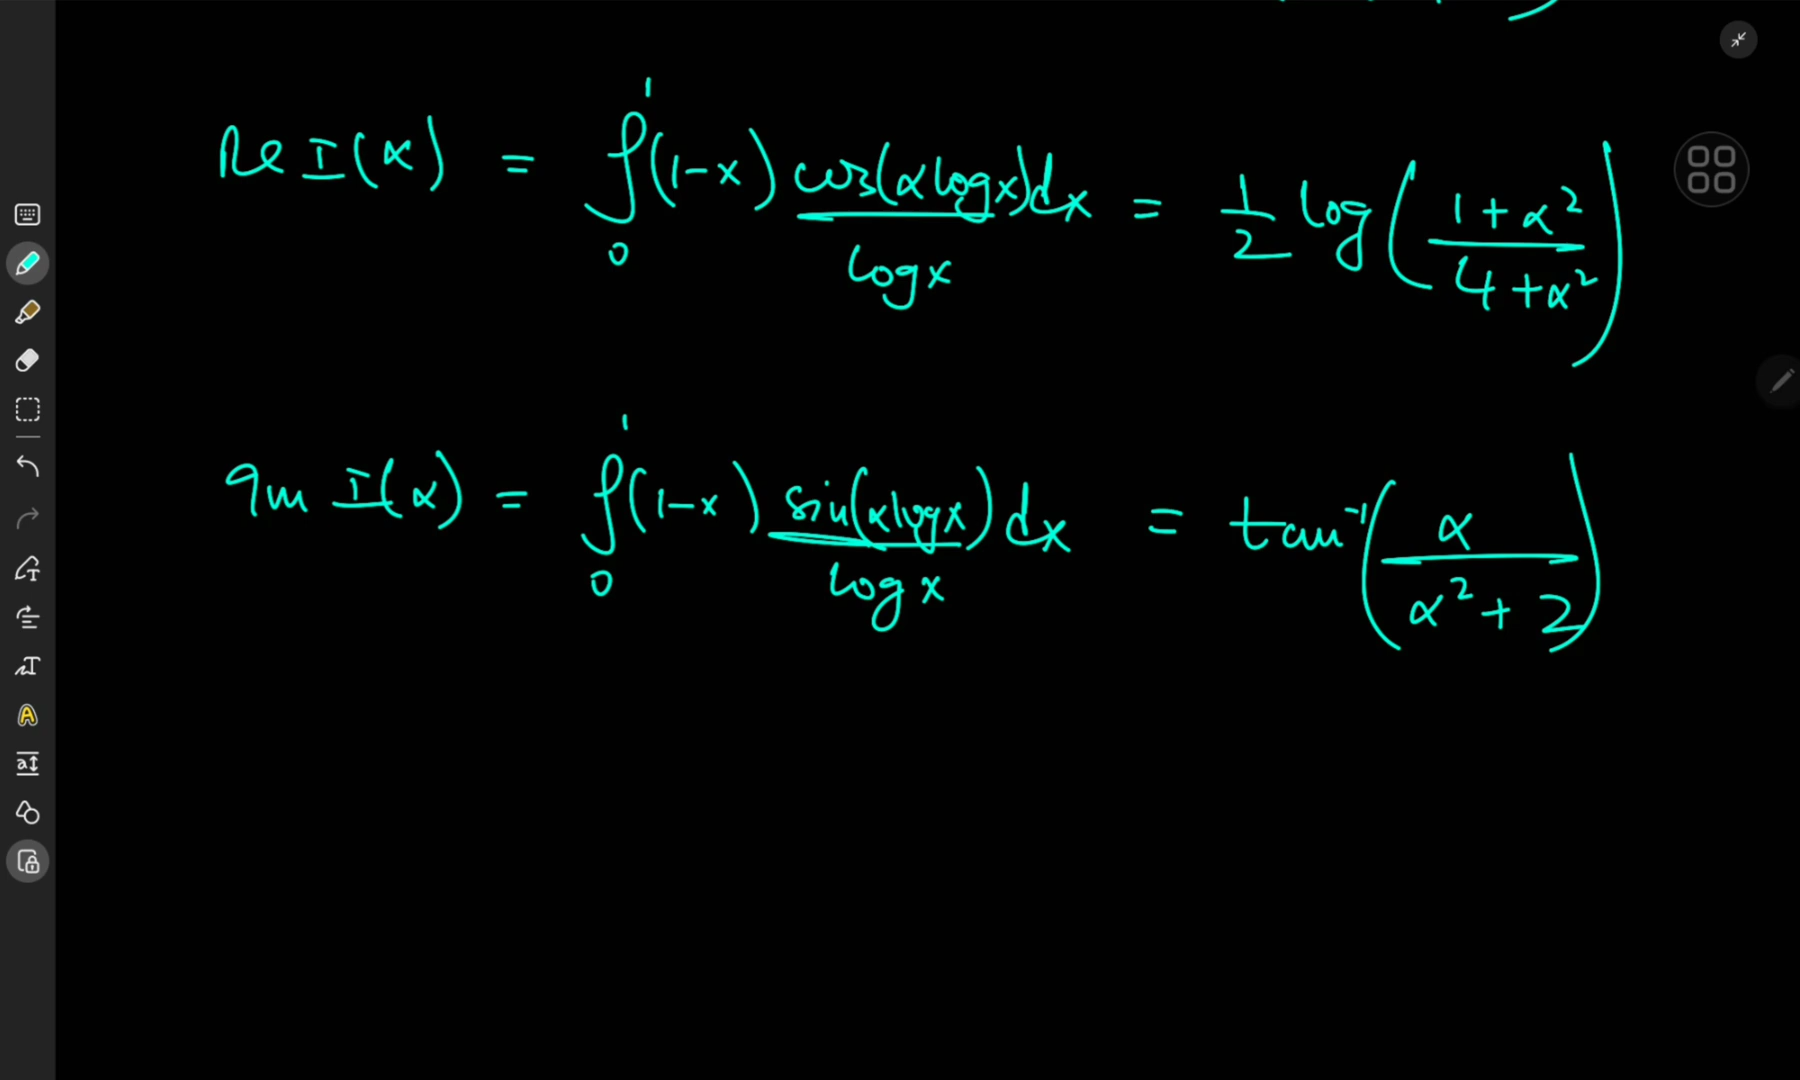 Re I(α) = ∫₀¹ (1-x) cos(α log x)/log x dx = 1/2 log((1+α²)/(4+α²))
Im I(α) = ∫₀¹ (1-x) sin(α log x)/log x dx = tan⁻¹(α/(α²+2))